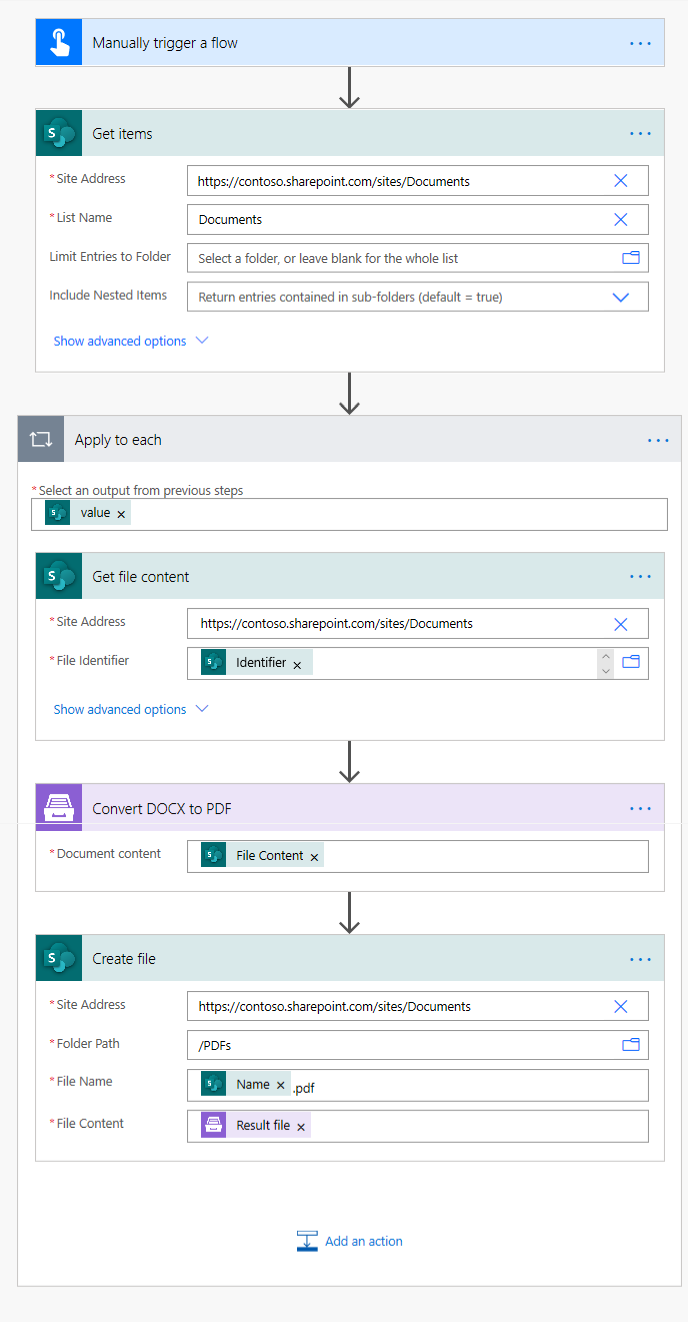 Manually trigger a flow
Get items
* Site Address https://contoso.sharepoint.com/sites/Documents
* List Name Documents
Limit Entries to Folder Select a folder, or leave blank for the whole list
Include Nested Items Return entries contained in sub-folders (default = true)
Show advanced options
Apply to each
* Select an output from previous steps
S value ×
Get file content
* Site Address https://contoso.sharepoint.com/sites/Documents
* File Identifier S Identifier ×
Show advanced options
Convert DOCX to PDF
* Document content S File Content ×
Create file
* Site Address https://contoso.sharepoint.com/sites/Documents
* Folder Path /PDFs
* File Name S Name × .pdf
* File Content Result file ×
Add an action